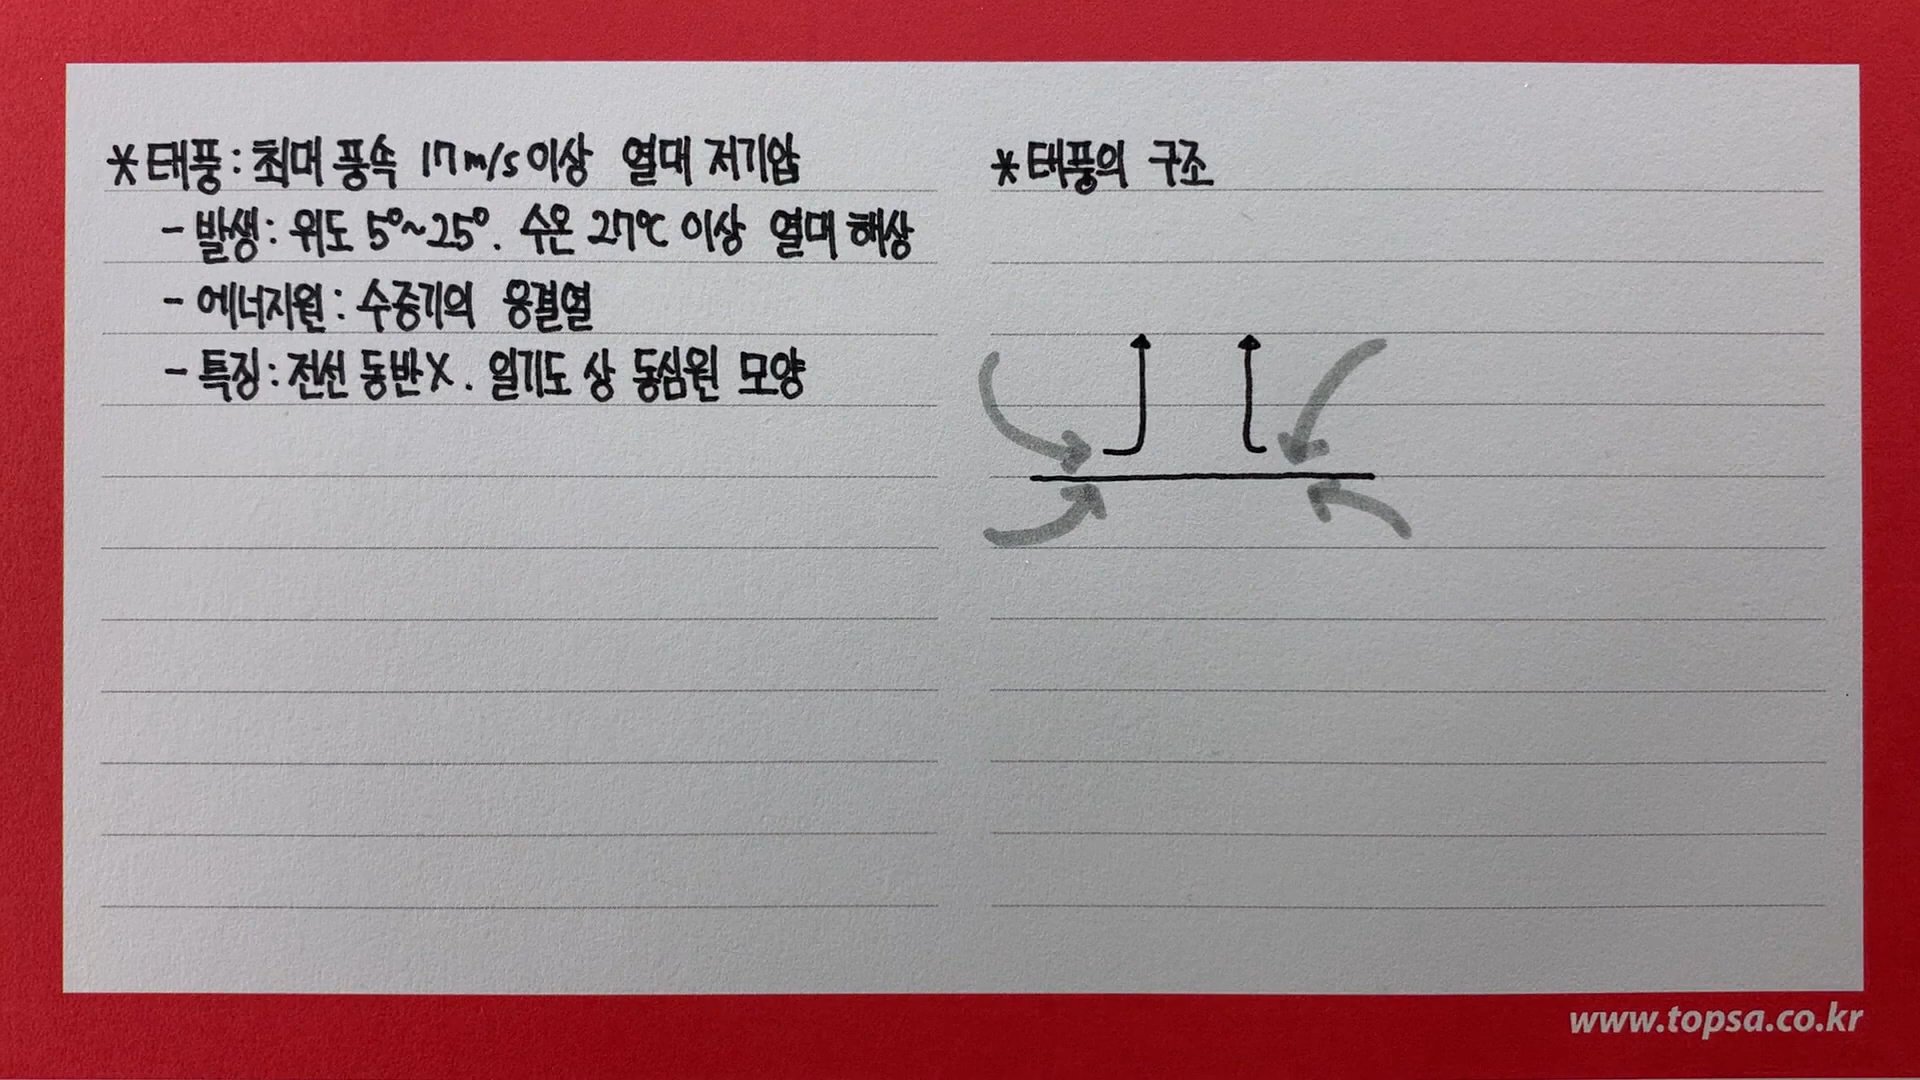 * 태풍 : 최대 풍속 17m/s 이상 열대 저기압
- 발생 : 위도 5°~25°. 수온 27℃ 이상 열대 해상
- 에너지원 : 수증기의 응결열
- 특징 : 전선 동반X. 일기도 상 동심원 모양
* 태풍의 구조
www.topsa.co.kr